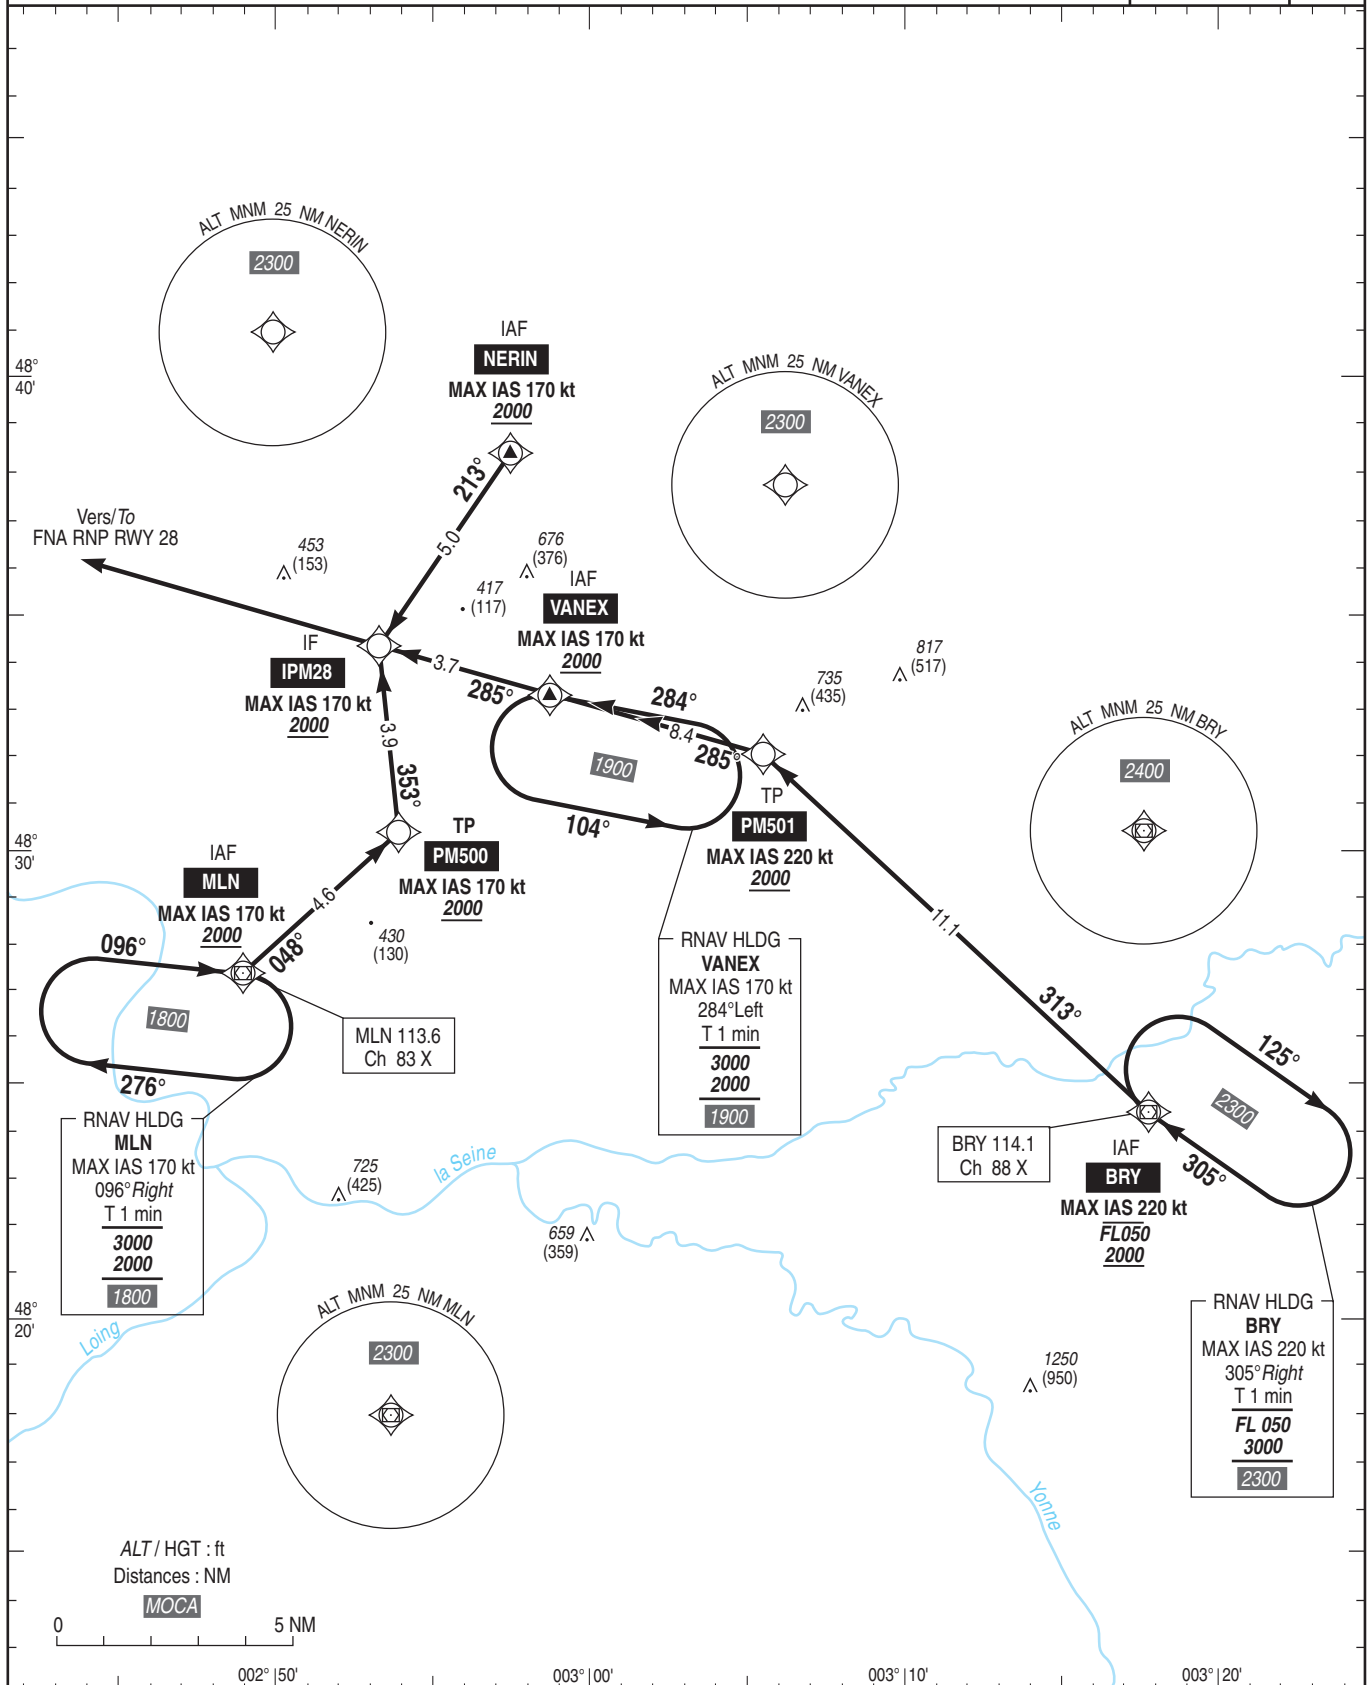 ALT MNM 25 NM NERIN
2300
IAF
NERIN
MAX IAS 170 kt
2000
48°
40'
ALT MNM 25 NM VANEX
2300
213°
5.0
Vers/To
FNA RNP RWY 28
453
(153)
676
(376)
417
(117)
IAF
VANEX
MAX IAS 170 kt
2000
IF
IPM28
MAX IAS 170 kt
2000
3.7
285°
284°
8.4
285°
735
(435)
817
(517)
1900
104°
3.9
353°
TP
PM501
MAX IAS 220 kt
2000
ALT MNM 25 NM BRY
2400
48°
30'
IAF
MLN
MAX IAS 170 kt
2000
TP
PM500
MAX IAS 170 kt
2000
4.6
048°
430
(130)
096°
1800
276°
MLN 113.6
Ch 83 X
RNAV HLDG
VANEX
MAX IAS 170 kt
284°Left
T 1 min
3000
2000
1900
11.1
313°
125°
2300
305°
BRY 114.1
Ch 88 X
IAF
BRY
MAX IAS 220 kt
FL050
2000
RNAV HLDG
MLN
MAX IAS 170 kt
096°Right
T 1 min
3000
2000
1800
725
(425)
la Seine
659
(359)
48°
20'
Loing
ALT MNM 25 NM MLN
2300
RNAV HLDG
BRY
MAX IAS 220 kt
305°Right
T 1 min
FL 050
3000
2300
1250
(950)
Yonne
ALT / HGT : ft
Distances : NM
MOCA
0 5 NM
002° 50' 003° 00' 003° 10' 003° 20'